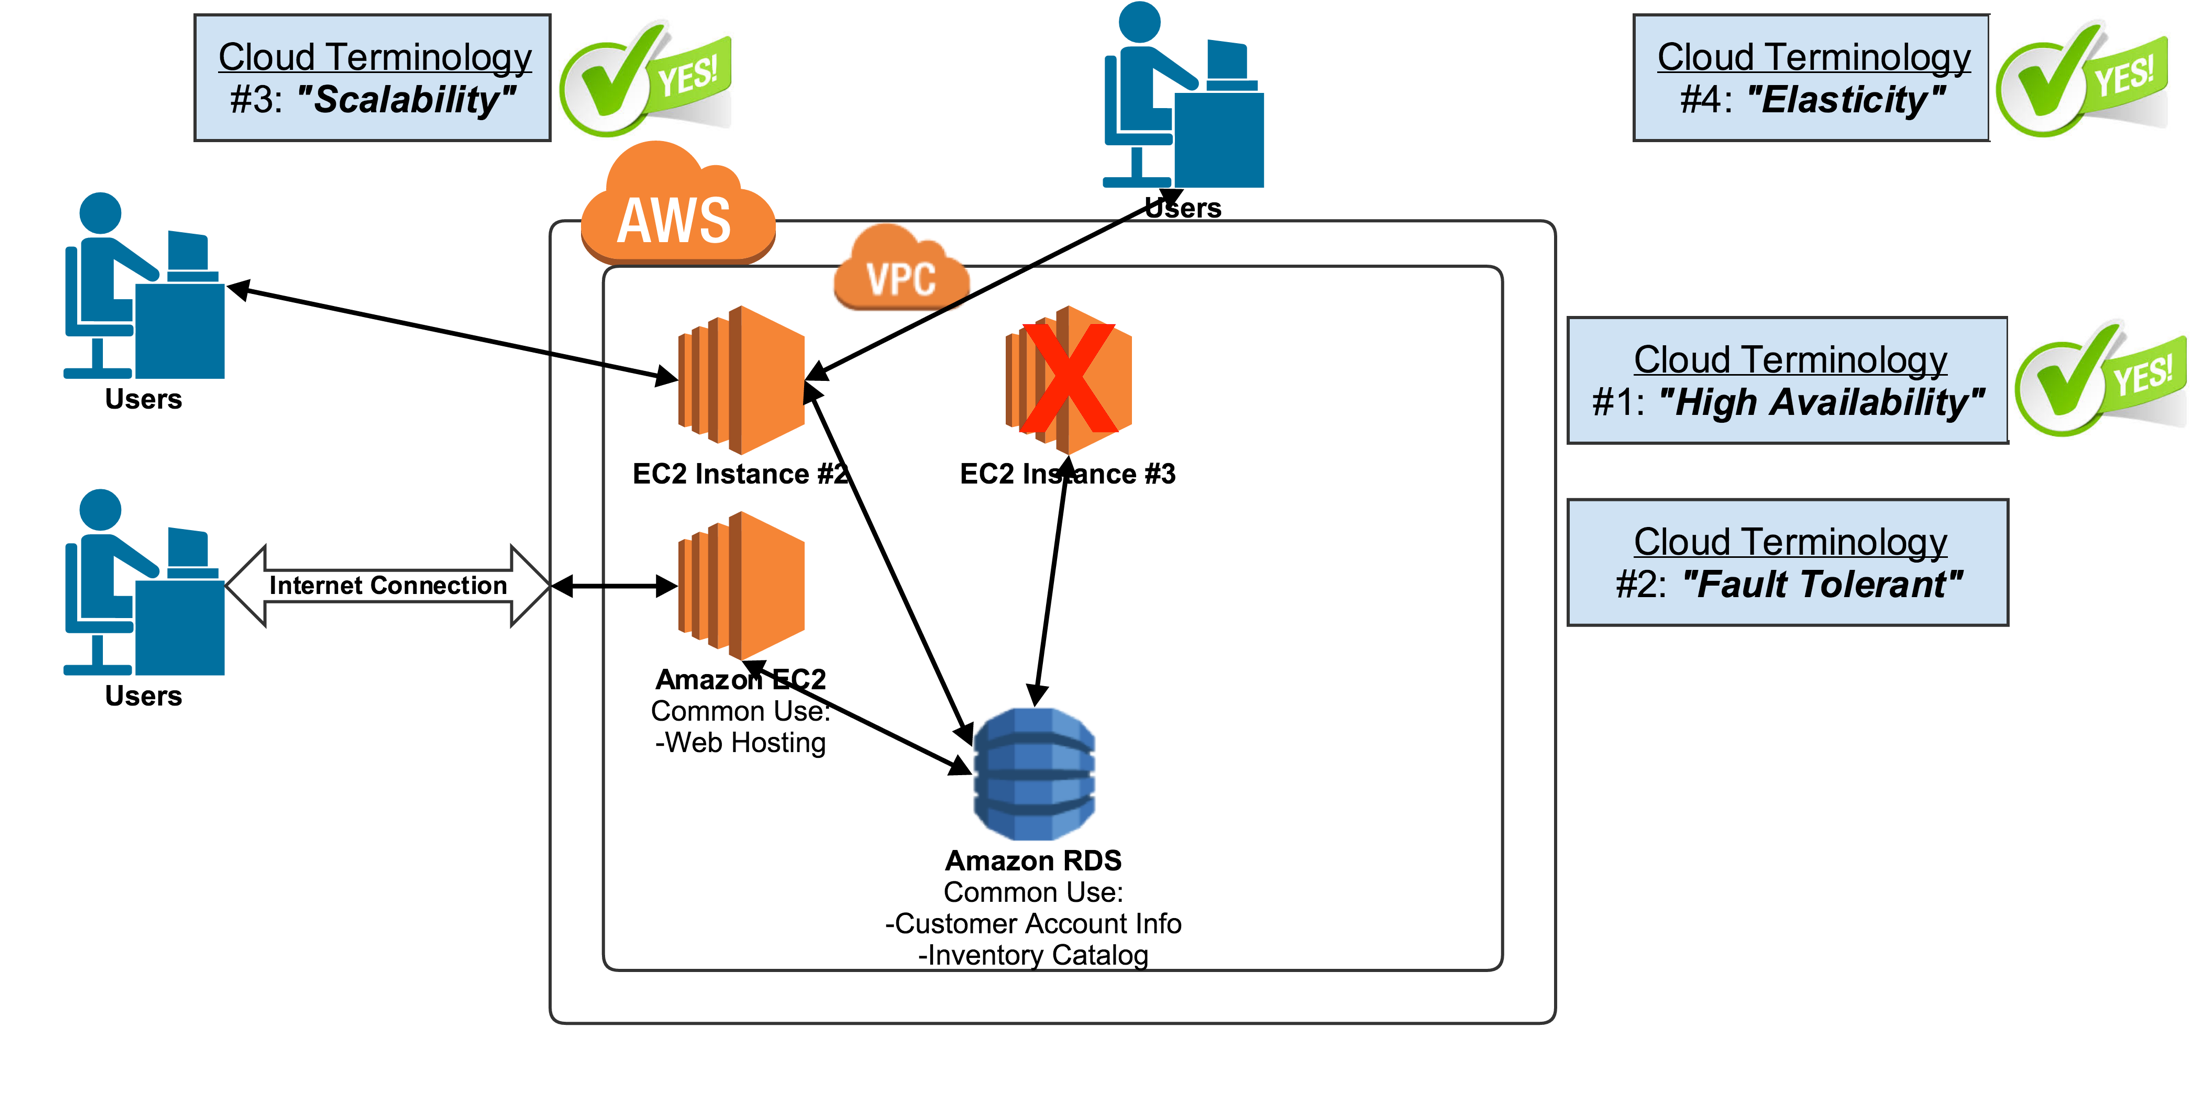 Cloud Terminology
#3: "Scalability"
YES!
Cloud Terminology
#4: "Elasticity"
YES!
Users
AWS
VPC
Users
EC2 Instance #2
X
EC2 Instance #3
Cloud Terminology
#1: "High Availability"
YES!
Cloud Terminology
#2: "Fault Tolerant"
Internet Connection
Users
Amazon EC2
Common Use:
-Web Hosting
Amazon RDS
Common Use:
-Customer Account Info
-Inventory Catalog